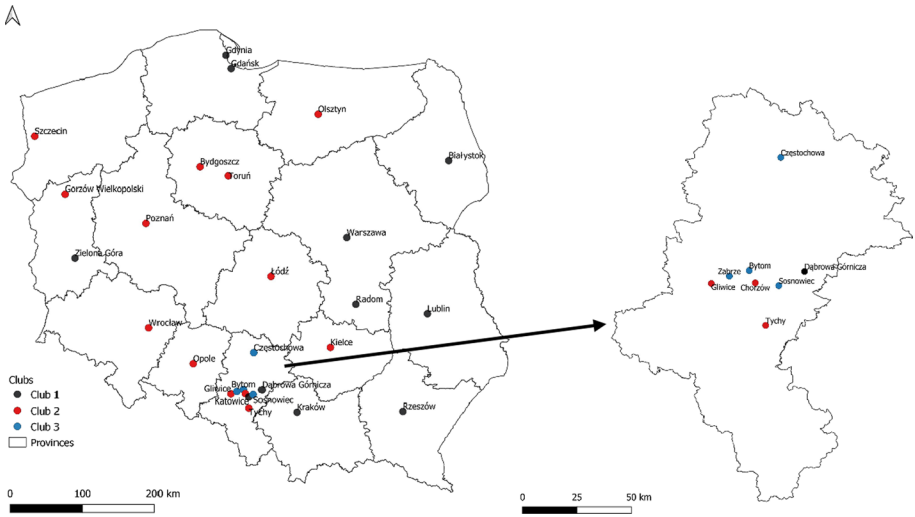 Gdynia
Gdańsk
Olsztyn
Szczecin
Białystok
Bydgoszcz
Toruń
Gorzów Wielkopolski
Poznań
Warszawa
Zielona Góra
Łódź
Radom
Lublin
Wrocław
Kielce
Częstochowa
Opole
Gliwice
Bytom
Dąbrowa Górnicza
Katowice
Sosnowiec
Tychy
Kraków
Rzeszów
Clubs
Club 1
Club 2
Club 3
Provinces
0 100 200 km
Częstochowa
Zabrze
Bytom
Dąbrowa Górnicza
Gliwice
Chorzów
Sosnowiec
Tychy
0 25 50 km